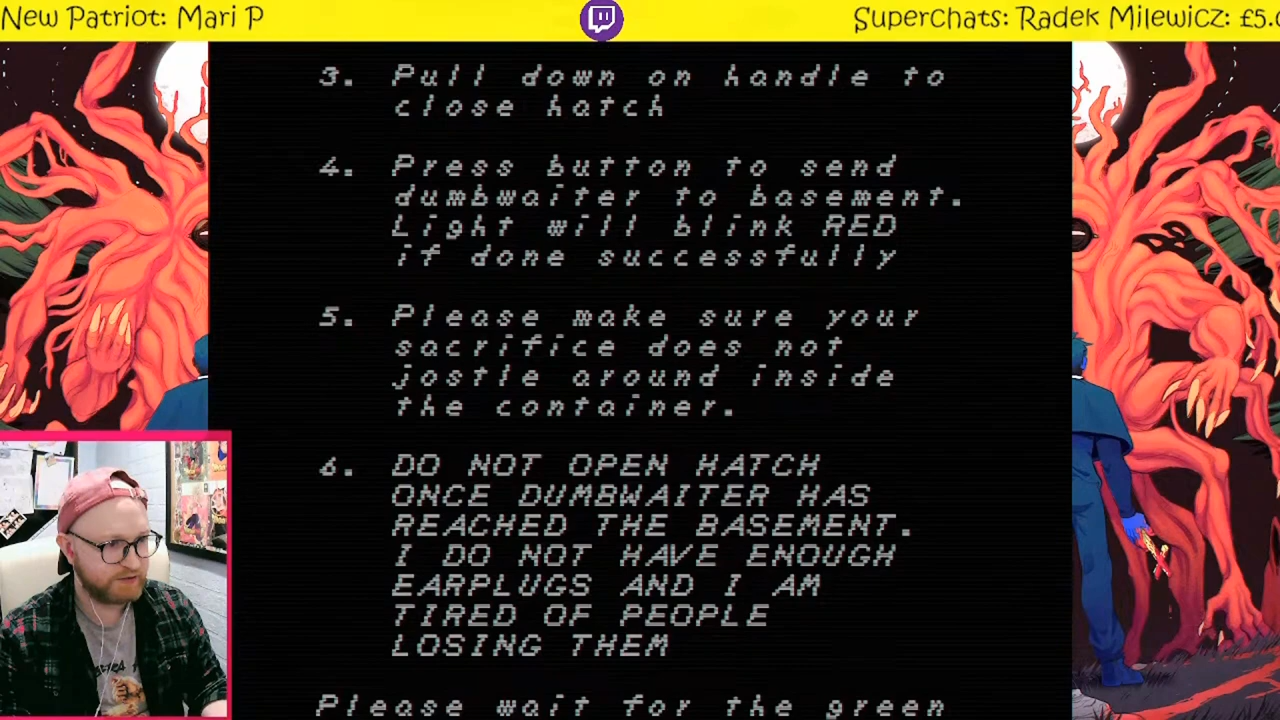 New Patriot: Mari P
Superchats: Radek Milewicz: £5.
3. Pull down on handle to
close hatch
4. Press button to send
dumbwaiter to basement.
Light will blink RED
if done successfully
5. Please make sure your
sacrifice does not
jostle around inside
the container.
6. DO NOT OPEN HATCH
ONCE DUMBWAITER HAS
REACHED THE BASEMENT.
I DO NOT HAVE ENOUGH
EARPLUGS AND I AM
TIRED OF PEOPLE
LOSING THEM
Please wait for the green